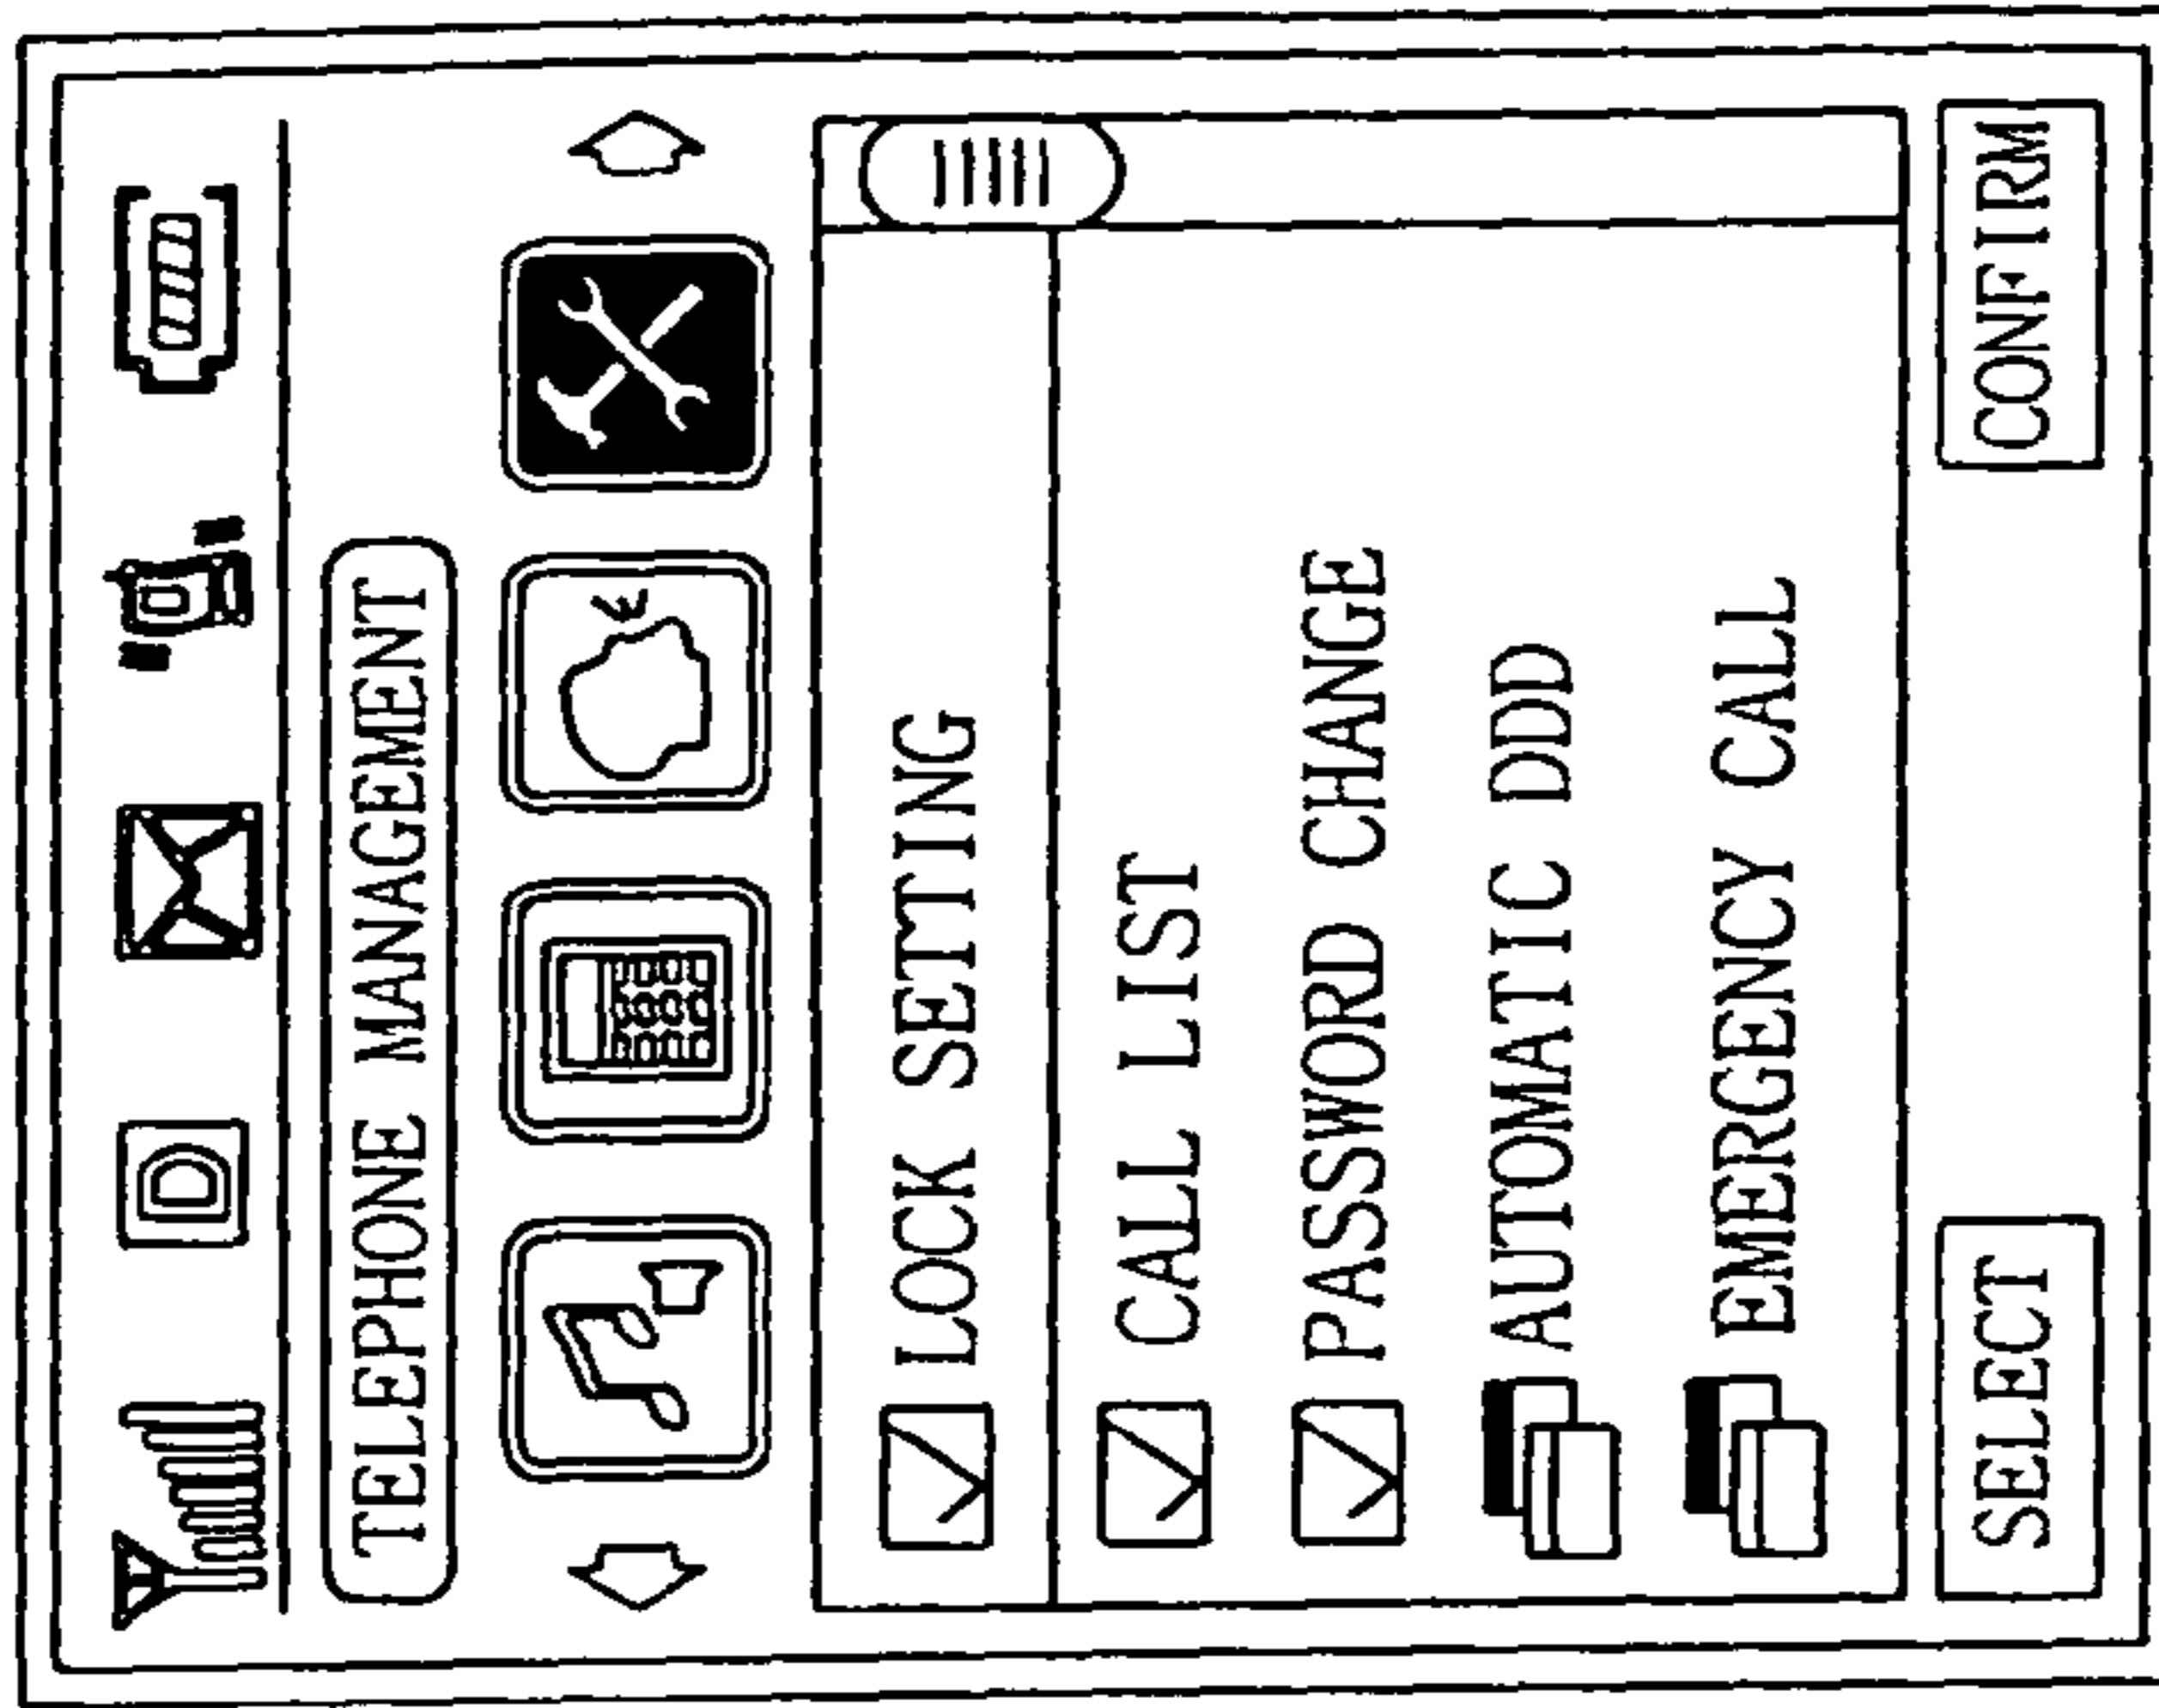 D
TELEPHONE MANAGEMENT
LOCK SETTING
CALL LIST
PASSWORD CHANGE
AUTOMATIC DDD
EMERGENCY CALL
SELECT
CONFIRM